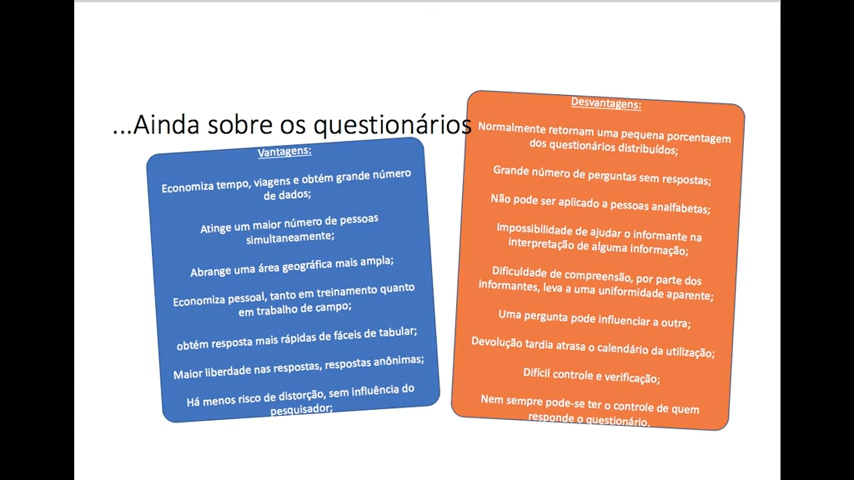 ...Ainda sobre os questionários
Vantagens:
Economiza tempo, viagens e obtém grande número
de dados;
Atinge um maior número de pessoas
simultaneamente;
Abrange uma área geográfica mais ampla;
Economiza pessoal, tanto em treinamento quanto
em trabalho de campo;
obtém resposta mais rápidas de fáceis de tabular;
Maior liberdade nas respostas, respostas anônimas;
Há menos risco de distorção, sem influência do
pesquisador;
Desvantagens:
Normalmente retornam uma pequena porcentagem
dos questionários distribuídos;
Grande número de perguntas sem respostas;
Não pode ser aplicado a pessoas analfabetas;
Impossibilidade de ajudar o informante na
interpretação de alguma informação;
Dificuldade de compreensão, por parte dos
informantes, leva a uma uniformidade aparente;
Uma pergunta pode influenciar a outra;
Devolução tardia atrasa o calendário da utilização;
Difícil controle e verificação;
Nem sempre pode-se ter o controle de quem
responde o questionário.